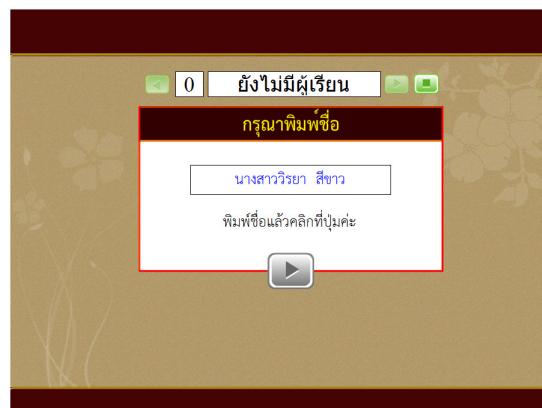 0 ยังไม่มีผู้เรียน
กรุณาพิมพ์ชื่อ
นางสาววิรยา สีขาว
พิมพ์ชื่อแล้วคลิกที่ปุ่มค่ะ